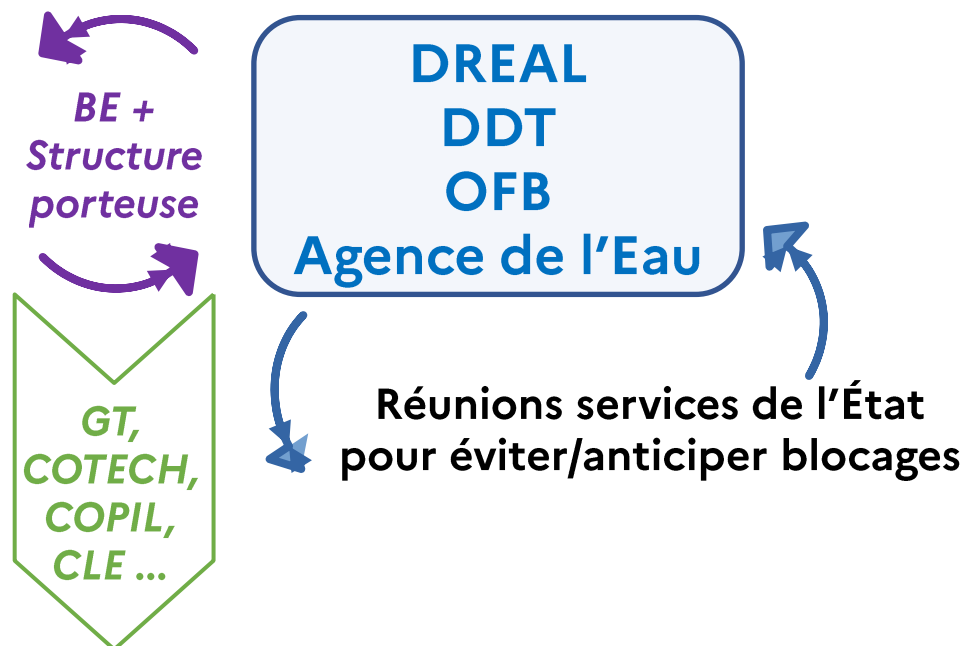 BE +
Structure
porteuse
DREAL
DDT
OFB
Agence de l’Eau
GT,
COTECH,
COPIL,
CLE ...
Réunions services de l’État
pour éviter/anticiper blocages